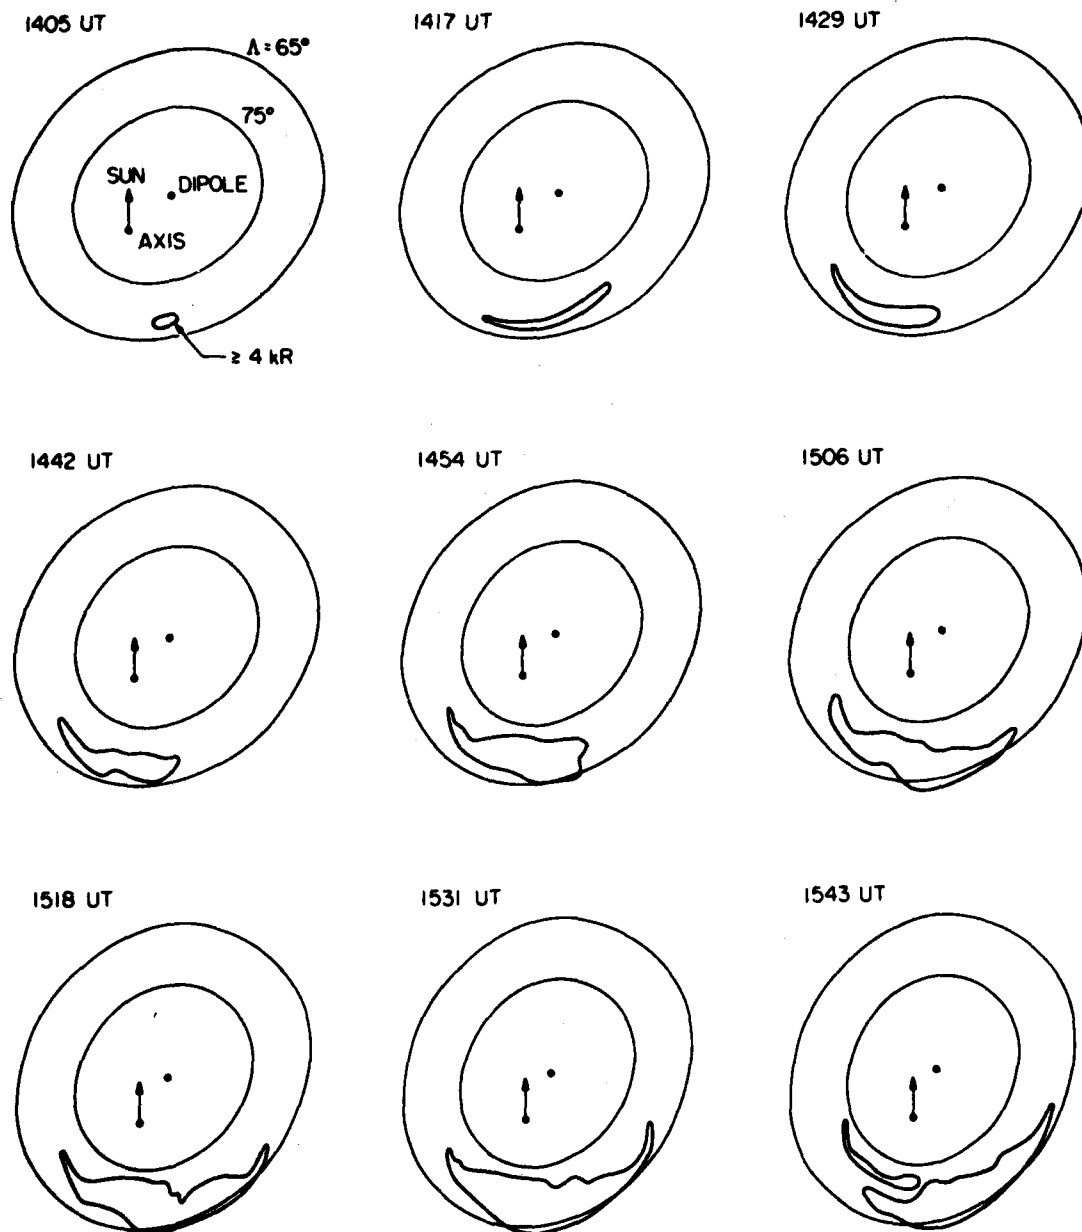 1405 UT
1417 UT
1429 UT
Λ = 65°
75°
SUN
DIPOLE
AXIS
≥ 4 kR
1442 UT
1454 UT
1506 UT
1518 UT
1531 UT
1543 UT